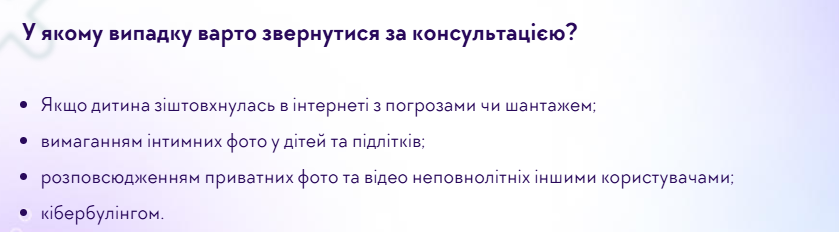 У якому випадку варто звернутися за консультацією?
• Якщо дитина зіштовхнулась в інтернеті з погрозами чи шантажем;
• вимаганням інтимних фото у дітей та підлітків;
• розповсюдженням приватних фото та відео неповнолітніх іншими користувачами;
• кібербулінгом.